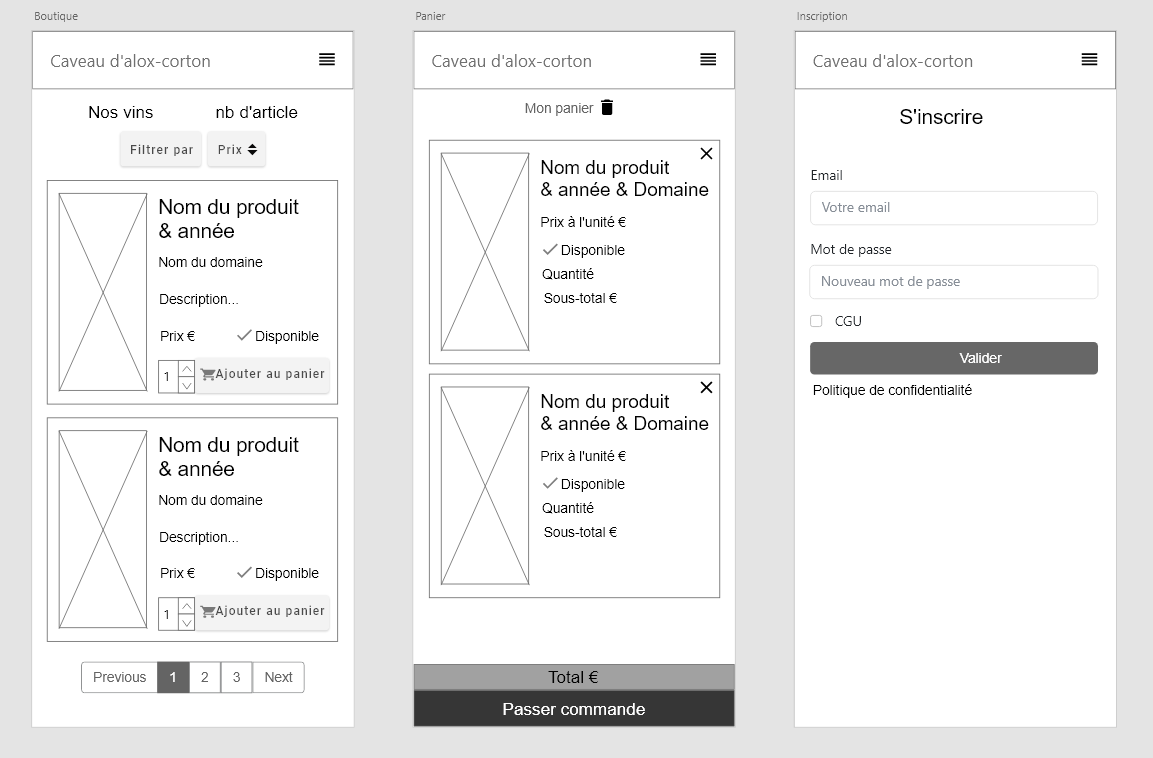 Boutique
Caveau d'alox-corton
Nos vins
nb d'article
Filtrer par
Prix
Nom du produit
& année
Nom du domaine
Description...
Prix €
Disponible
1
Ajouter au panier
Nom du produit
& année
Nom du domaine
Description...
Prix €
Disponible
1
Ajouter au panier
Previous
1
2
3
Next
Panier
Caveau d'alox-corton
Mon panier
Nom du produit
& année & Domaine
Prix à l'unité €
Disponible
Quantité
Sous-total €
Nom du produit
& année & Domaine
Prix à l'unité €
Disponible
Quantité
Sous-total €
Total €
Passer commande
Inscription
Caveau d'alox-corton
S'inscrire
Email
Votre email
Mot de passe
Nouveau mot de passe
CGU
Valider
Politique de confidentialité